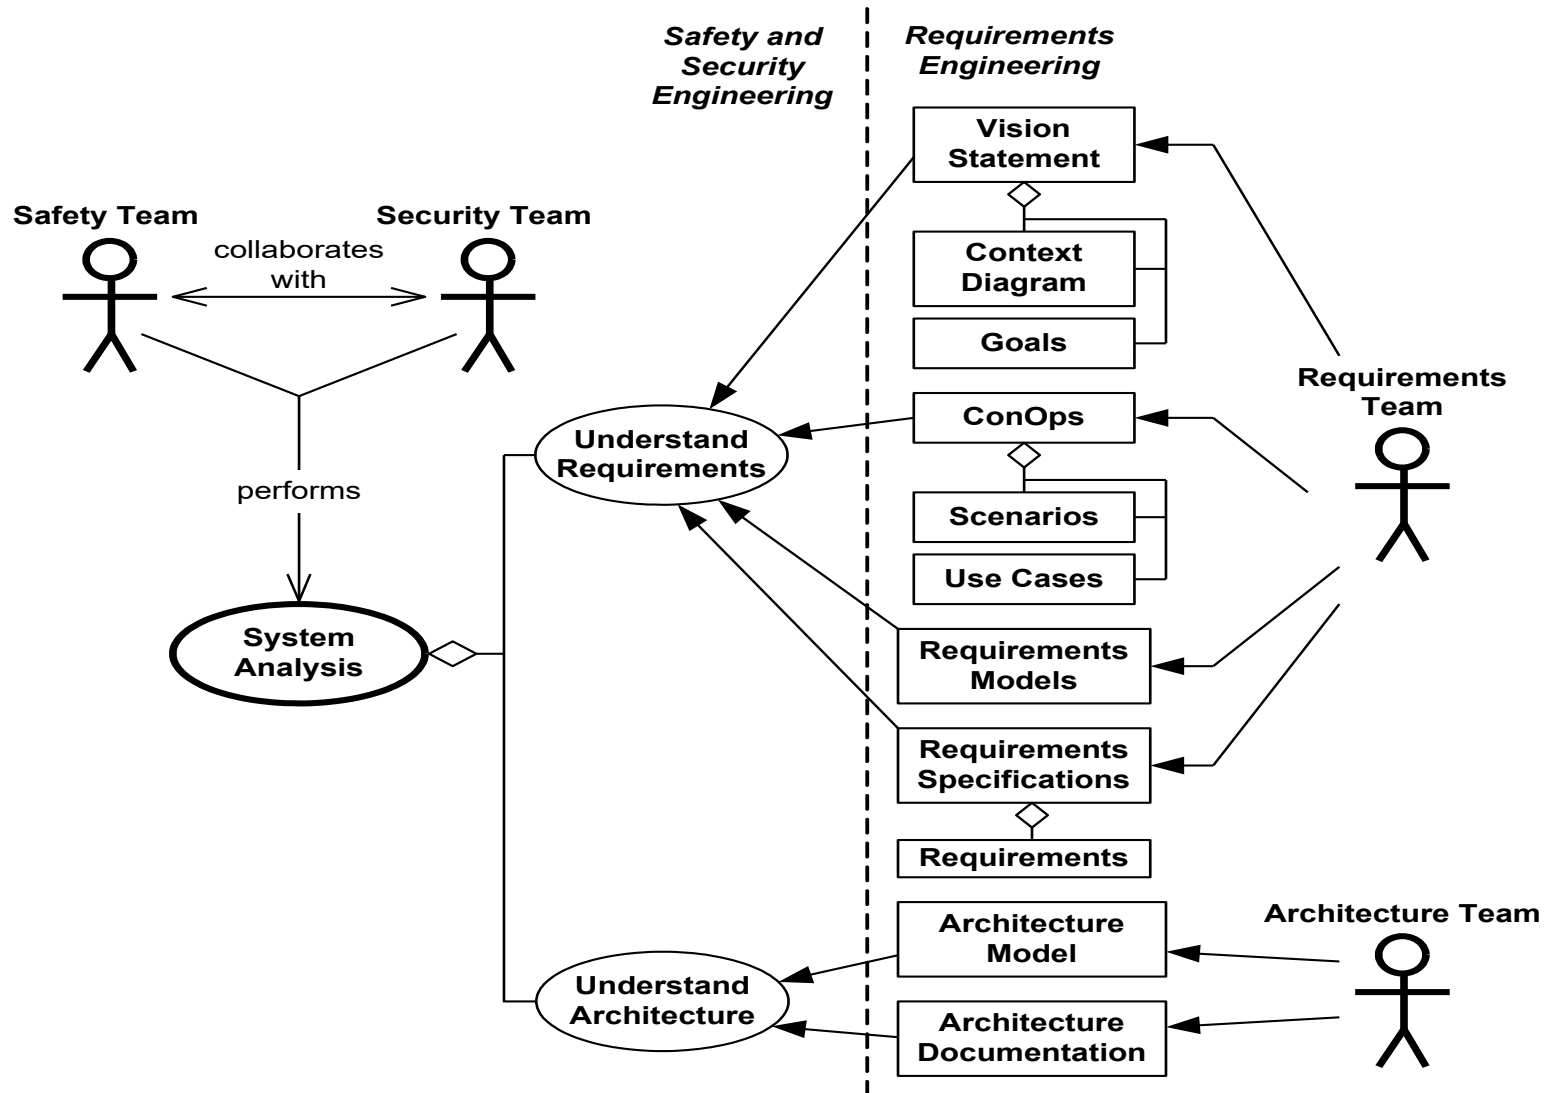 Safety and
Security
Engineering
Requirements
Engineering
Vision
Statement
Safety Team
Security Team
collaborates
with
Context
Diagram
Goals
Requirements
Team
ConOps
Understand
Requirements
performs
Scenarios
Use Cases
System
Analysis
Requirements
Models
Requirements
Specifications
Requirements
Architecture Team
Architecture
Model
Understand
Architecture
Architecture
Documentation